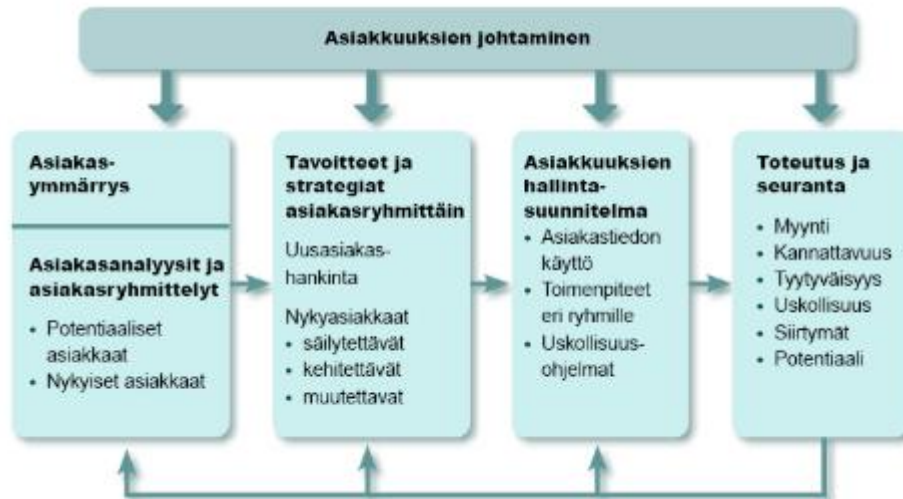 Asiakkuuksien johtaminen
Asiakas-
ymmärrys
Asiakasanalyysit ja
asiakasryhmittelyt
• Potentiaaliset
asiakkaat
• Nykyiset asiakkaat
Tavoitteet ja
strategiat
asiakasryhmittäin
Uusasiakas-
hankinta
Nykyasiakkaat
• säilytettävät
• kehitettävät
• muutettavat
Asiakkuuksien
hallinta-
suunnitelma
• Asiakastiedon
käyttö
• Toimenpiteet
eri ryhmille
• Uskollisuus-
ohjelmat
Toteutus ja
seuranta
• Myynti
• Kannattavuus
• Tyytyväisyys
• Uskollisuus
• Siirtymät
• Potentiaali